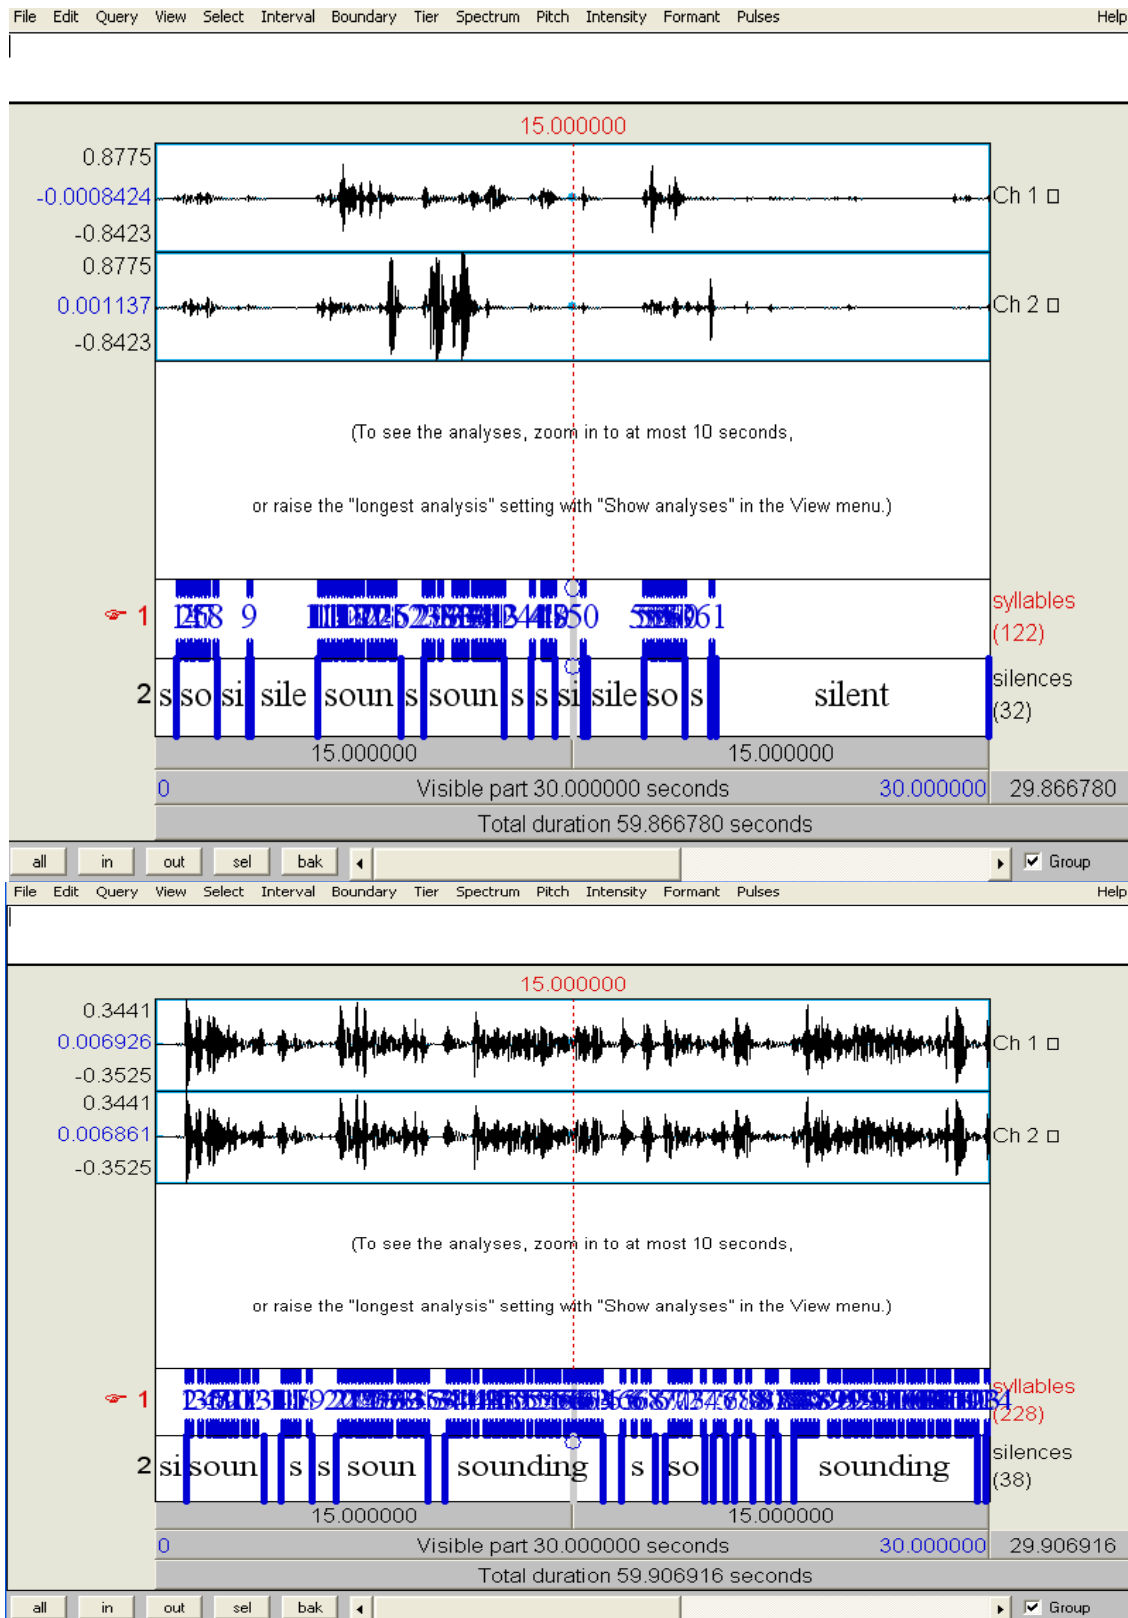 File Edit Query View Select Interval Boundary Tier Spectrum Pitch Intensity Formant Pulses Help
15.000000
0.8775
-0.0008424 Ch 1
-0.8423
0.8775
0.001137 Ch 2
-0.8423
(To see the analyses, zoom in to at most 10 seconds,
or raise the "longest analysis" setting with "Show analyses" in the View menu.)
1 9 50 61 syllables
(122)
2 s so si sile soun s soun s s si sile so s silent silences
(32)
15.000000 15.000000
0 Visible part 30.000000 seconds 30.000000 29.866780
Total duration 59.866780 seconds
all in out sel bak Group
File Edit Query View Select Interval Boundary Tier Spectrum Pitch Intensity Formant Pulses Help
15.000000
0.3441
0.006926 Ch 1
-0.3525
0.3441
0.006861 Ch 2
-0.3525
(To see the analyses, zoom in to at most 10 seconds,
or raise the "longest analysis" setting with "Show analyses" in the View menu.)
1 syllables
(228)
2 si soun s s soun sounding s so sounding silences
(38)
15.000000 15.000000
0 Visible part 30.000000 seconds 30.000000 29.906916
Total duration 59.906916 seconds
all in out sel bak Group